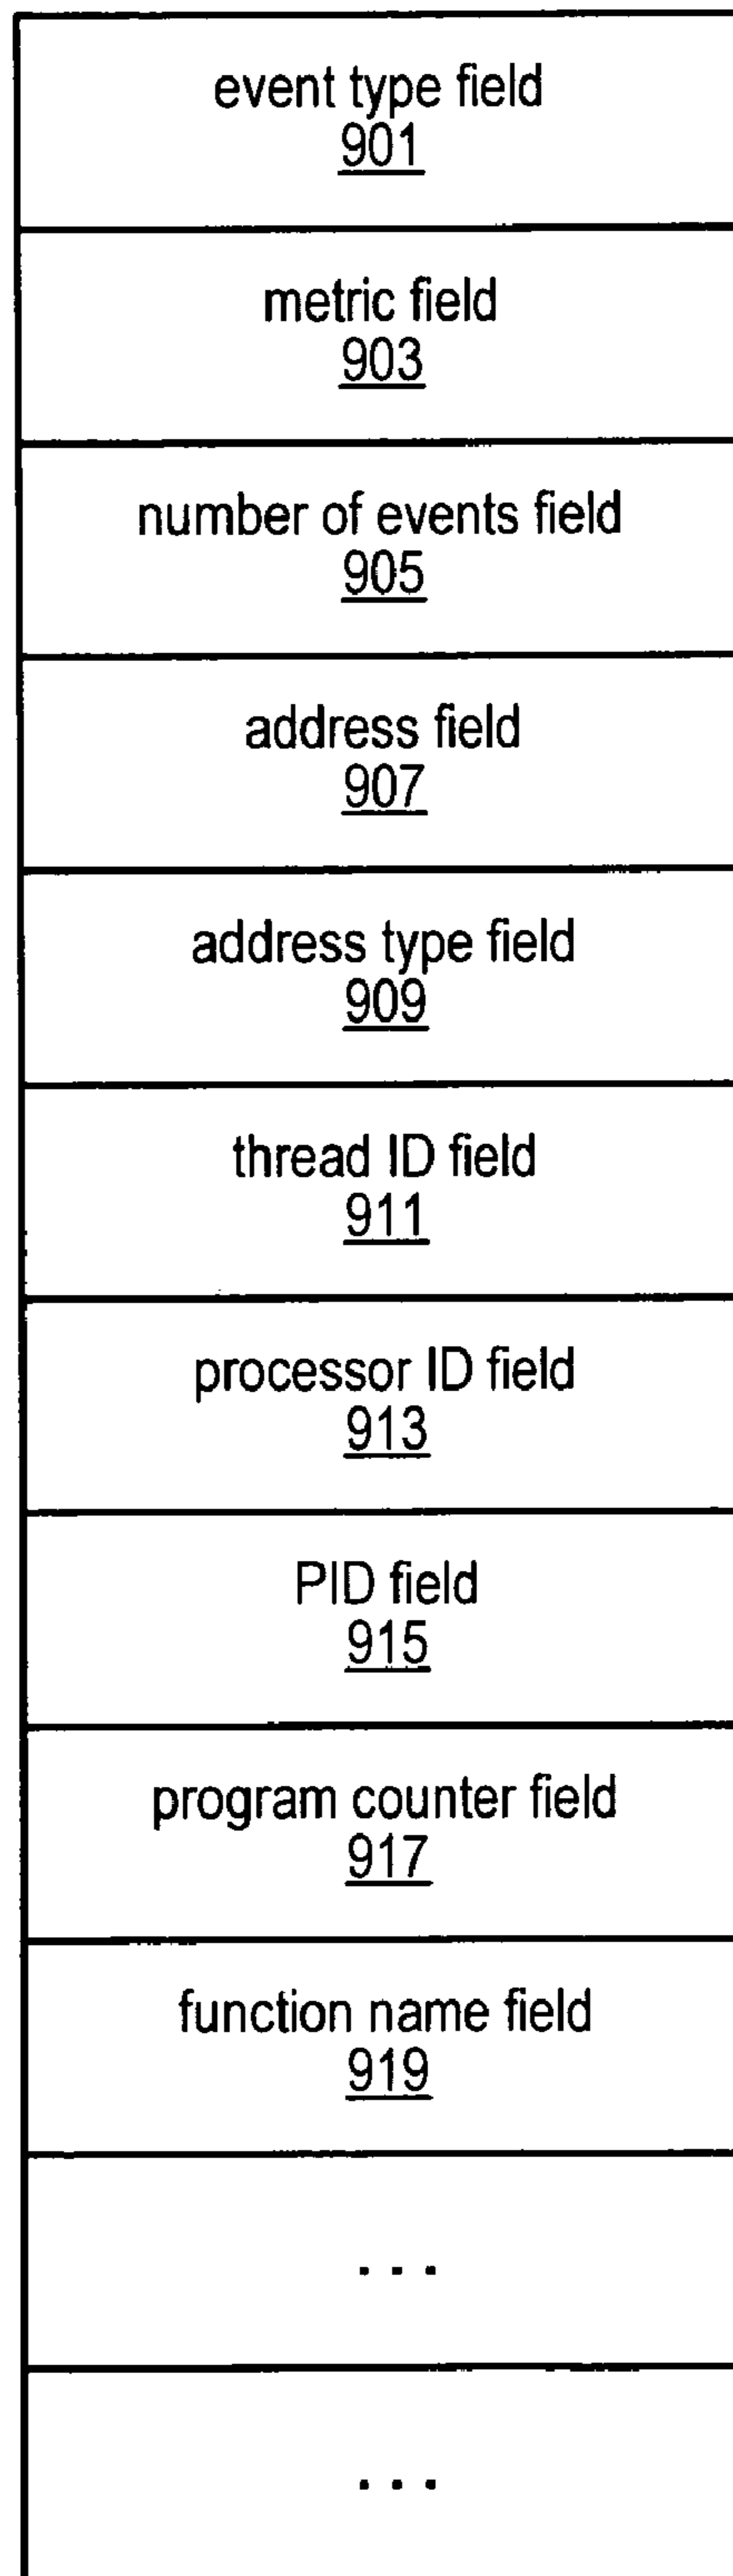 event type field
901
metric field
903
number of events field
905
address field
907
address type field
909
thread ID field
911
processor ID field
913
PID field
915
program counter field
917
function name field
919
...
...